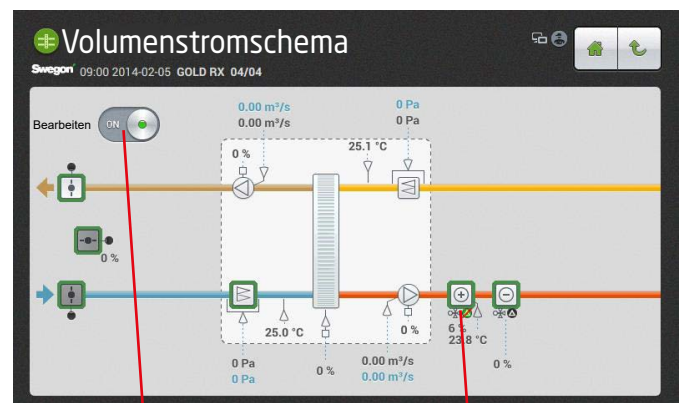 Volumenstromschema
Swegon 09:00 2014-02-05 GOLD RX 04/04
Bearbeiten ON
0.00 m³/s
0.00 m³/s
0 Pa
0 Pa
0 %
25.1 °C
0 %
25.0 °C
0 %
6 %
23.8 °C
0 Pa
0 Pa
0 %
0.00 m³/s
0.00 m³/s
0 %